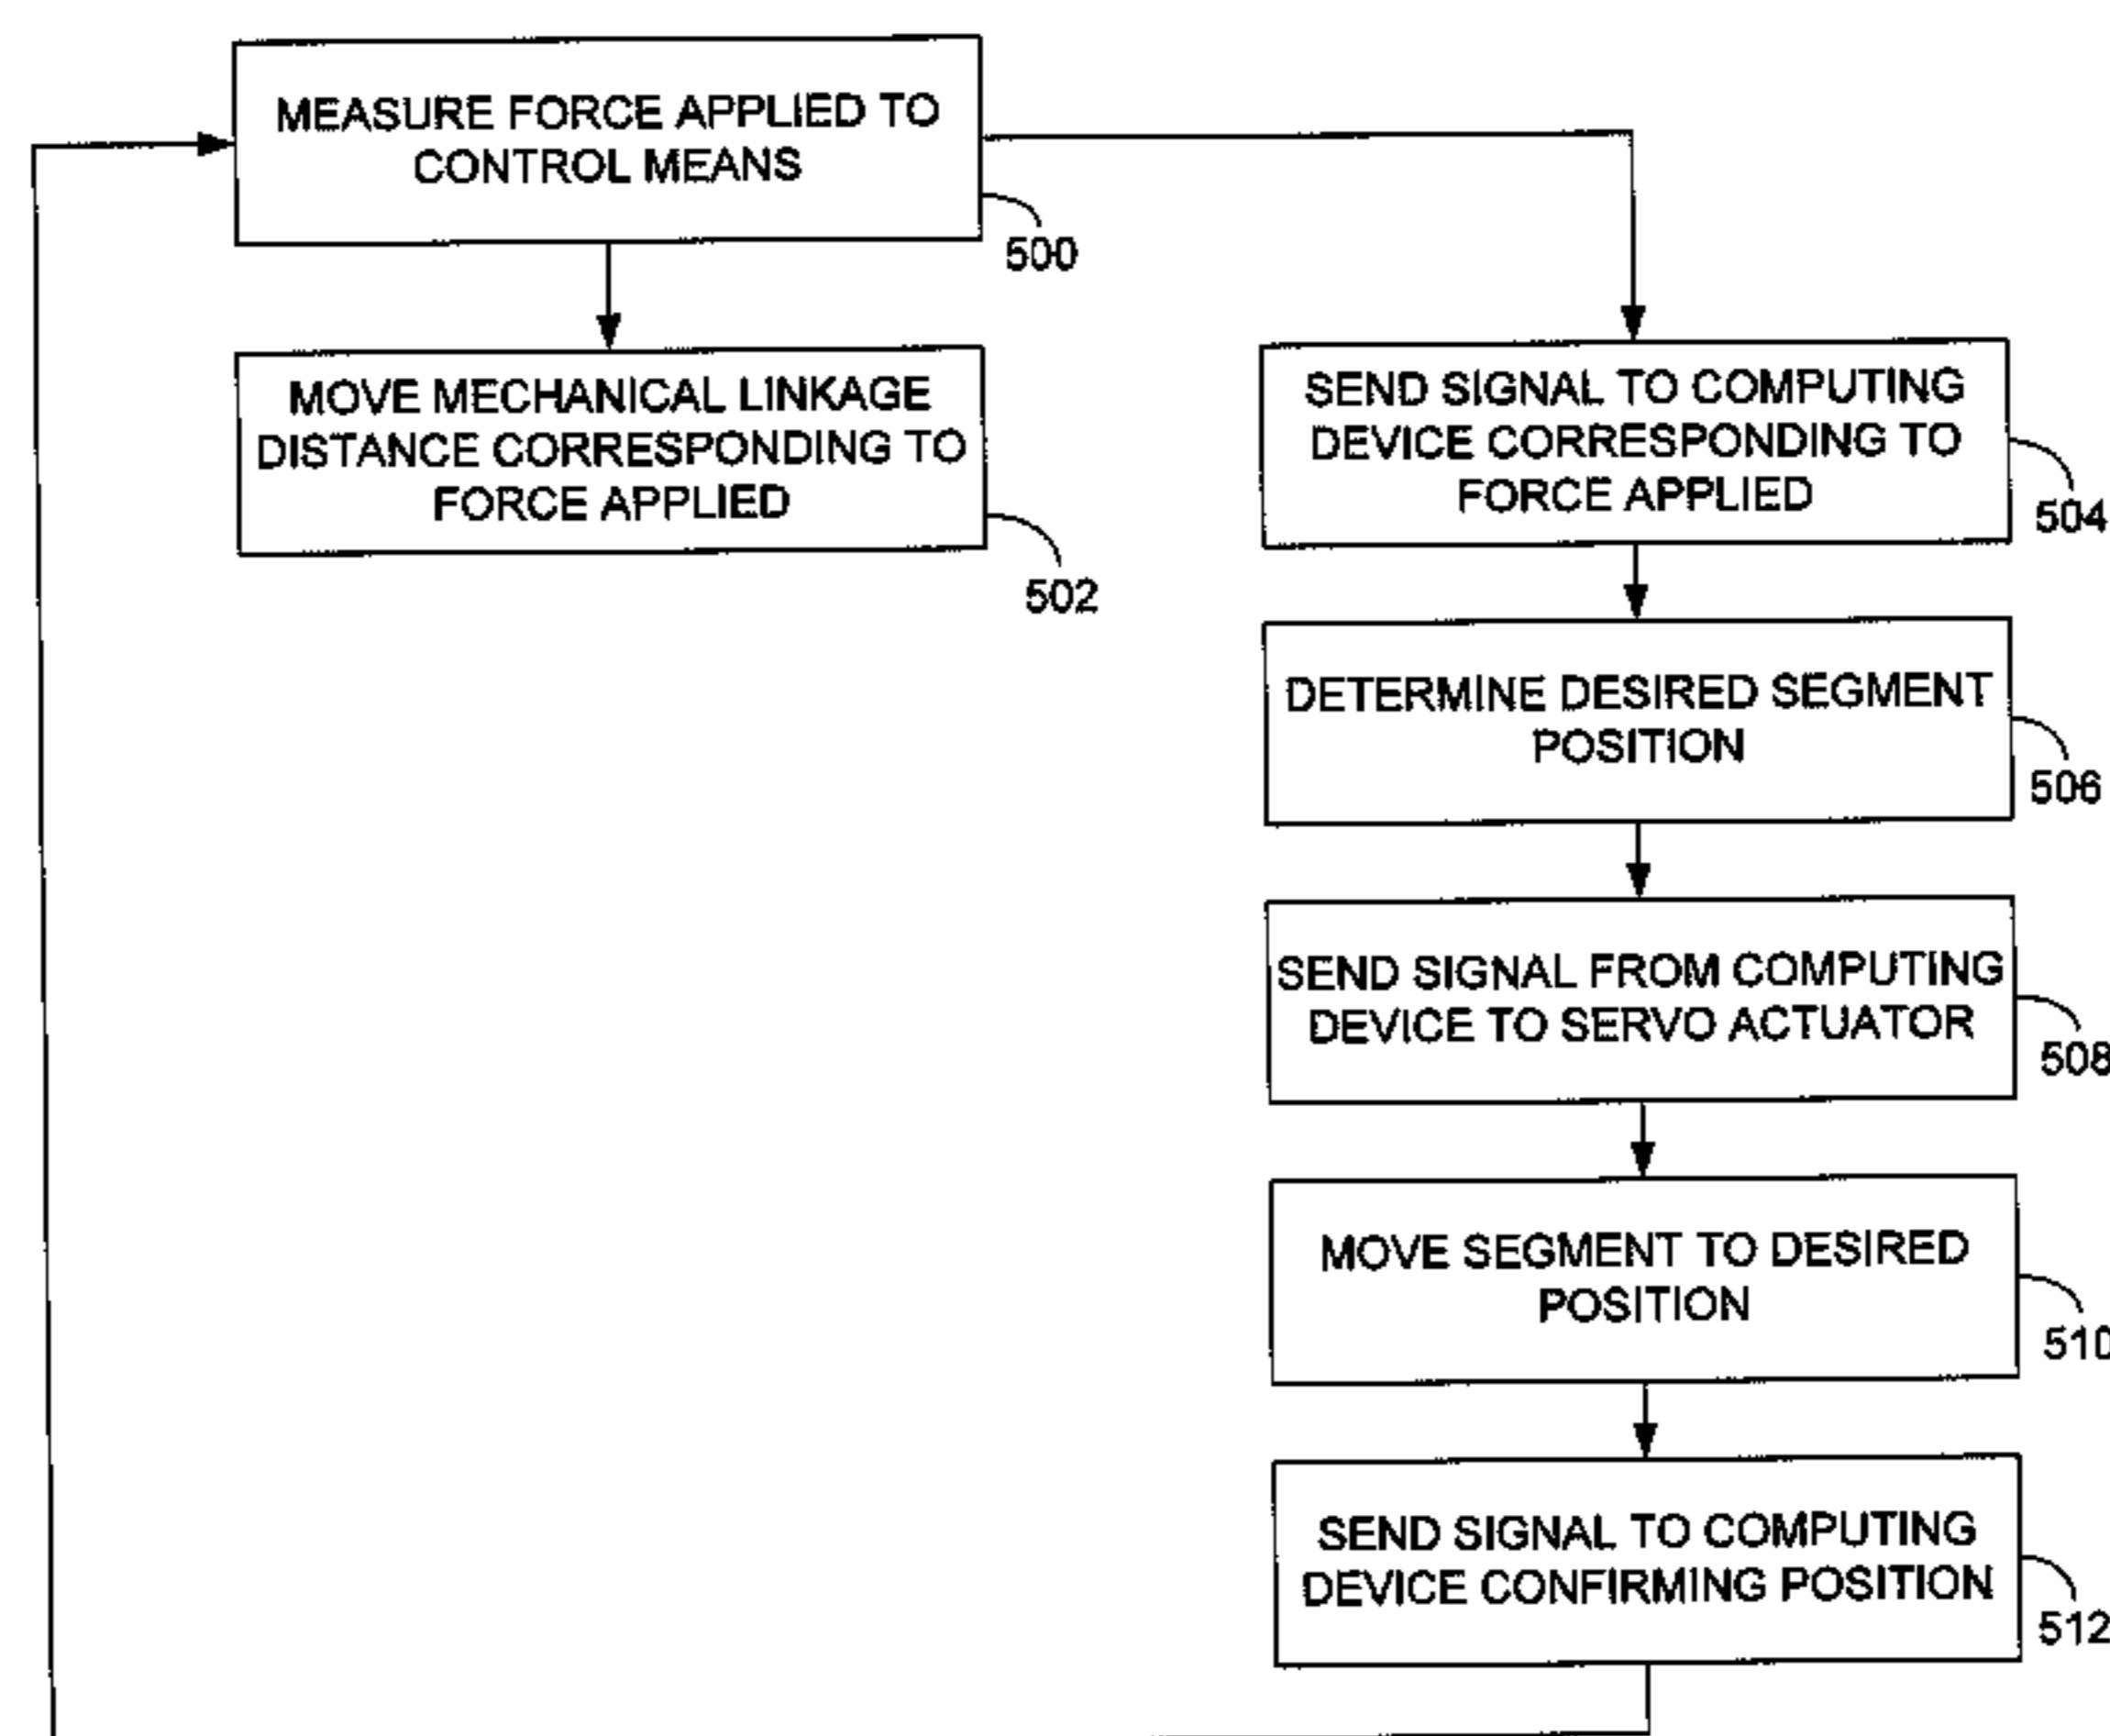 MEASURE FORCE APPLIED TO
CONTROL MEANS
500
MOVE MECHANICAL LINKAGE
DISTANCE CORRESPONDING TO
FORCE APPLIED
502
SEND SIGNAL TO COMPUTING
DEVICE CORRESPONDING TO
FORCE APPLIED
504
DETERMINE DESIRED SEGMENT
POSITION
506
SEND SIGNAL FROM COMPUTING
DEVICE TO SERVO ACTUATOR
508
MOVE SEGMENT TO DESIRED
POSITION
510
SEND SIGNAL TO COMPUTING
DEVICE CONFIRMING POSITION
512